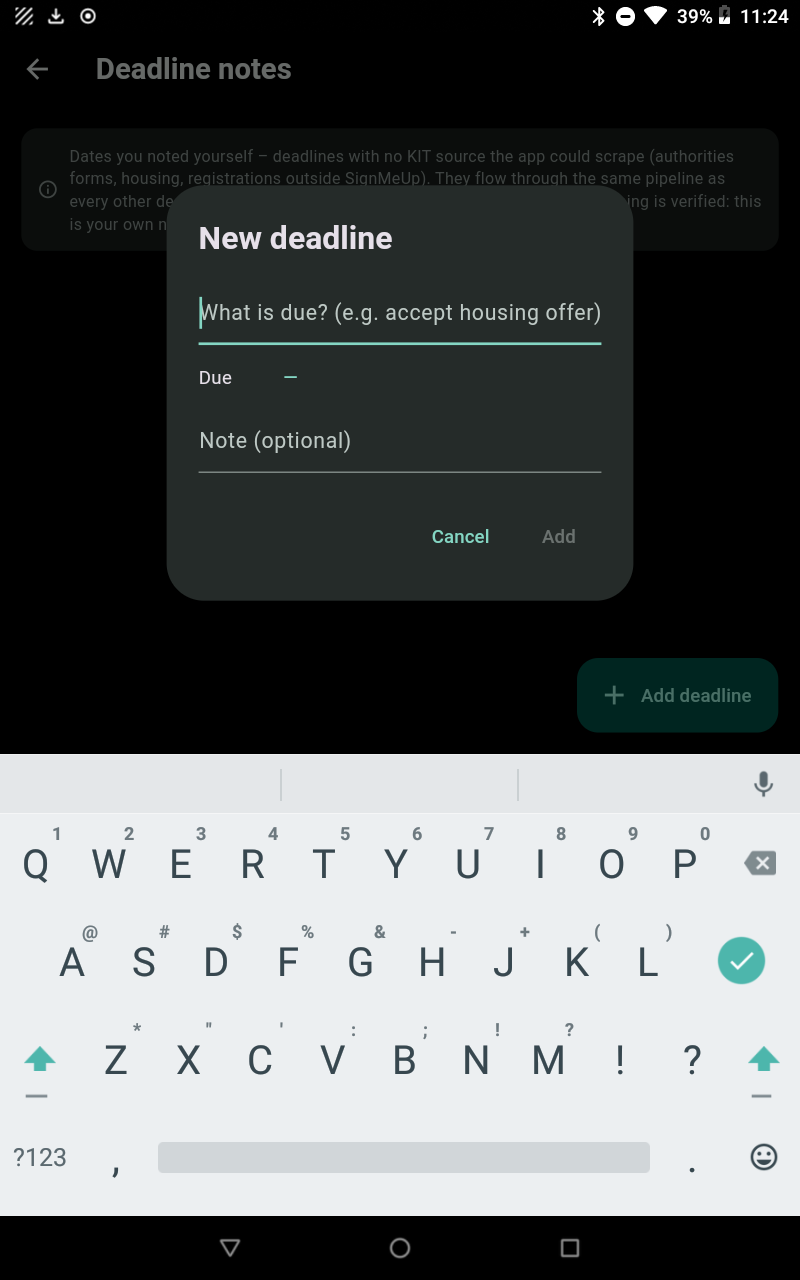 39% 11:24
Deadline notes
Dates you noted yourself – deadlines with no KIT source the app could scrape (authorities
forms, housing, registrations outside SignMeUp). They flow through the same pipeline as
every other de ing is verified: this
is your own n
New deadline
What is due? (e.g. accept housing offer)
Due –
Note (optional)
Cancel Add
+ Add deadline
1 2 3 4 5 6 7 8 9 0
Q W E R T Y U I O P
@ # $ % & - + ( )
A S D F G H J K L
* " ' : ; ! ?
Z X C V B N M ! ?
?123 , .